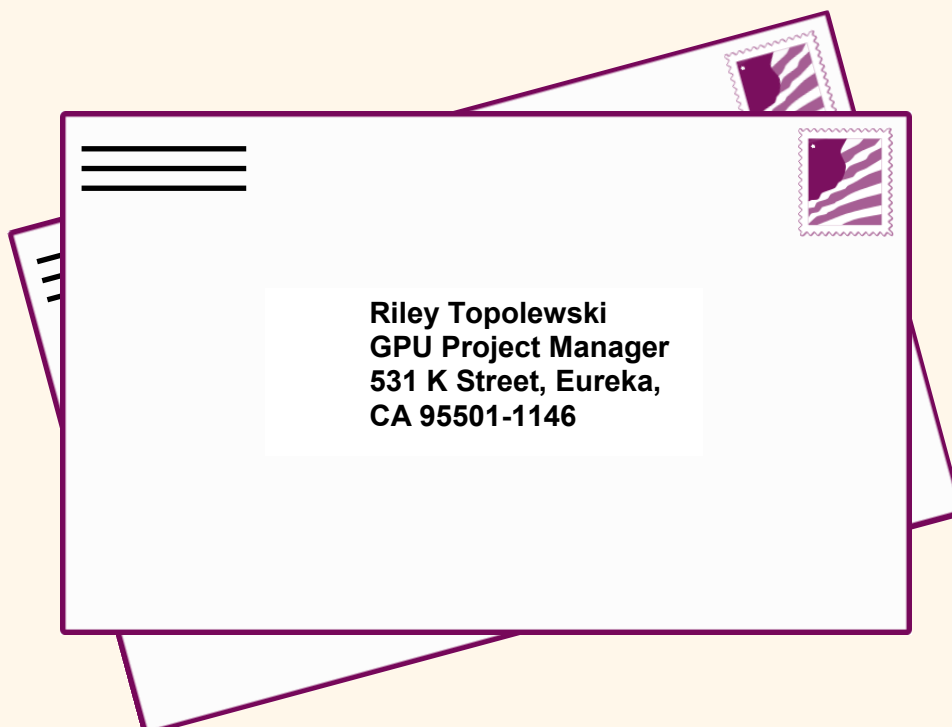 Riley Topolewski
GPU Project Manager
531 K Street, Eureka,
CA 95501-1146